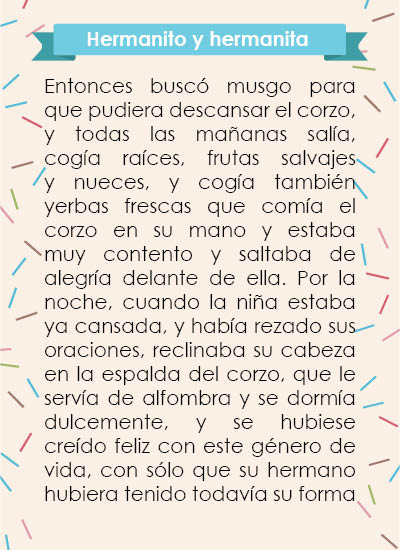 Hermanito y hermanita
Entonces buscó musgo para
que pudiera descansar el corzo,
y todas las mañanas salía,
cogía raíces, frutas salvajes
y nueces, y cogía también
yerbas frescas que comía el
corzo en su mano y estaba
muy contento y saltaba de
alegría delante de ella. Por la
noche, cuando la niña estaba
ya cansada, y había rezado sus
oraciones, reclinaba su cabeza
en la espalda del corzo, que le
servía de alfombra y se dormía
dulcemente, y se hubiese
creído feliz con este género de
vida, con sólo que su hermano
hubiera tenido todavía su forma